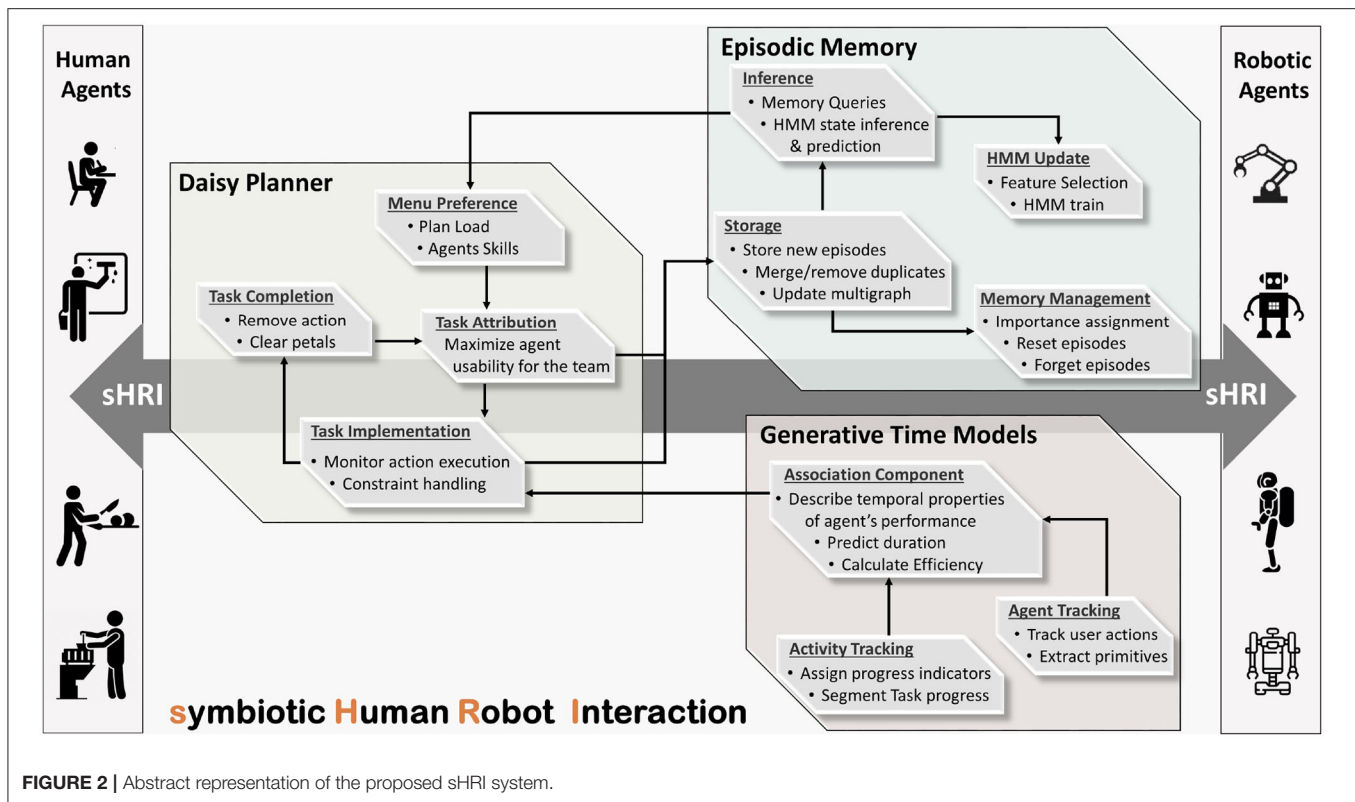 Human
Agents
sHRI
Daisy Planner
Menu Preference
• Plan Load
• Agents Skills
Task Completion
• Remove action
• Clear petals
Task Attribution
Maximize agent
usability for the team
Task Implementation
• Monitor action execution
• Constraint handling
Episodic Memory
Inference
• Memory Queries
• HMM state inference
& prediction
HMM Update
• Feature Selection
• HMM train
Storage
• Store new episodes
• Merge/remove duplicates
• Update multigraph
Memory Management
• Importance assignment
• Reset episodes
• Forget episodes
Generative Time Models
Association Component
• Describe temporal properties
of agent's performance
• Predict duration
• Calculate Efficiency
Agent Tracking
• Track user actions
• Extract primitives
Activity Tracking
• Assign progress indicators
• Segment Task progress
Robotic
Agents
sHRI
symbiotic Human Robot Interaction
FIGURE 2 | Abstract representation of the proposed sHRI system.